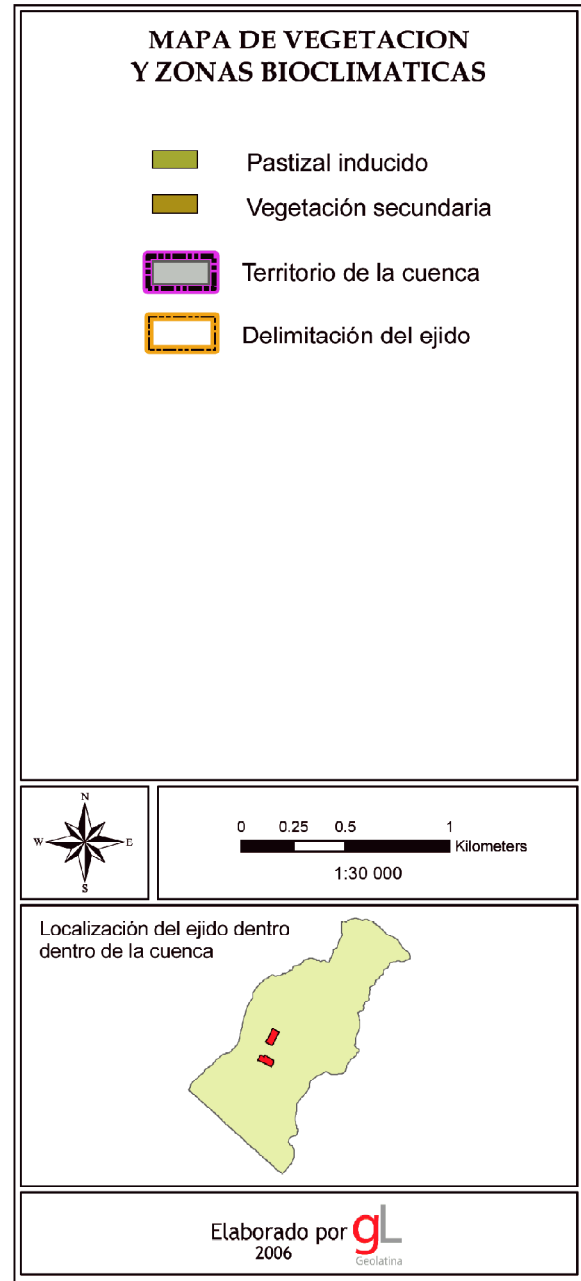 MAPA DE VEGETACION
Y ZONAS BIOCLIMATICAS
Pastizal inducido
Vegetación secundaria
Territorio de la cuenca
Delimitación del ejido
N
W E
S
0 0.25 0.5 1
Kilometers
1:30 000
Localización del ejido dentro
dentro de la cuenca
Elaborado por gL
2006
Geolatina